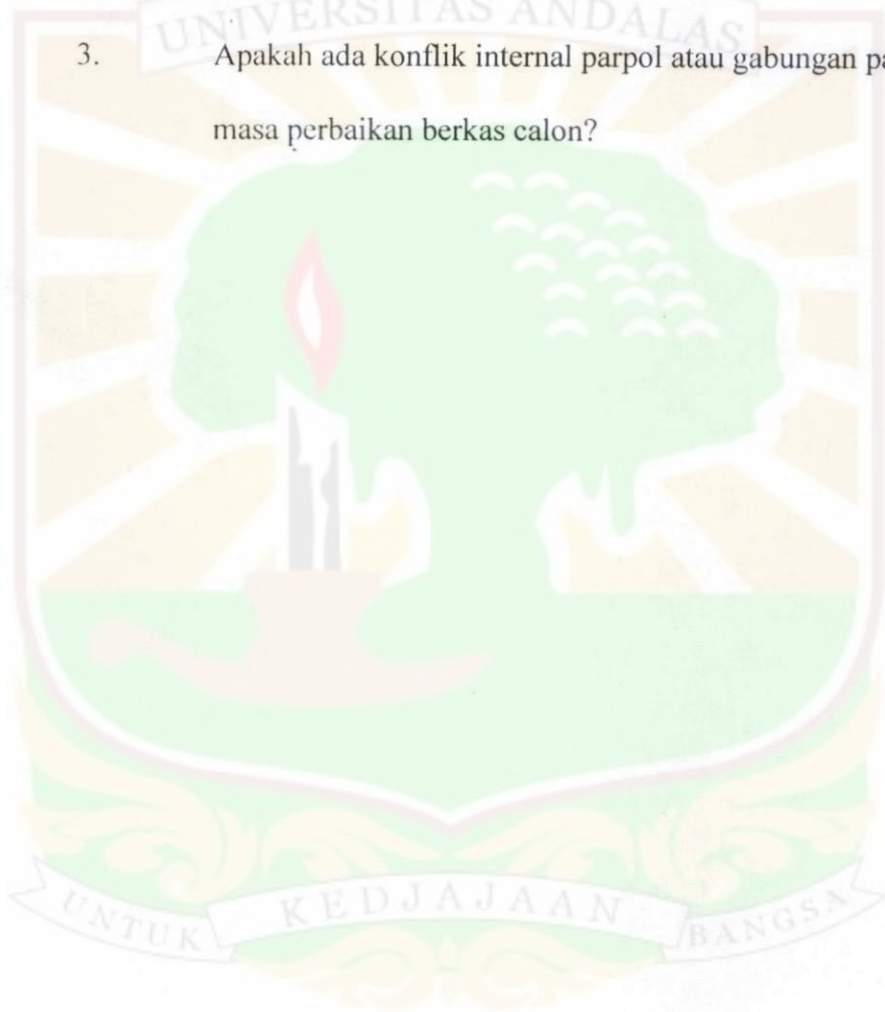 UNIVERSITAS ANDALAS
3. Apakah ada konflik internal parpol atau gabungan
masa perbaikan berkas calon?
UNTUK KEDJAJAAN BANGSA